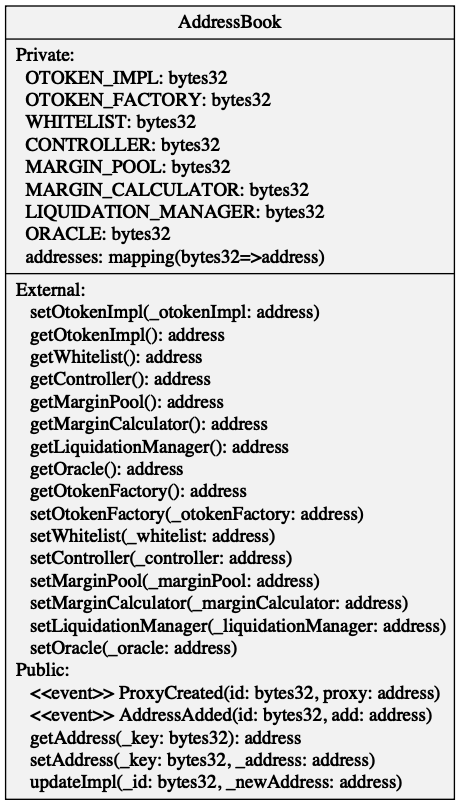 AddressBook
Private:
OTOKEN_IMPL: bytes32
OTOKEN_FACTORY: bytes32
WHITELIST: bytes32
CONTROLLER: bytes32
MARGIN_POOL: bytes32
MARGIN_CALCULATOR: bytes32
LIQUIDATION_MANAGER: bytes32
ORACLE: bytes32
addresses: mapping(bytes32=>address)
External:
setOtokenImpl(_otokenImpl: address)
getOtokenImpl(): address
getWhitelist(): address
getController(): address
getMarginPool(): address
getMarginCalculator(): address
getLiquidationManager(): address
getOracle(): address
getOtokenFactory(): address
setOtokenFactory(_otokenFactory: address)
setWhitelist(_whitelist: address)
setController(_controller: address)
setMarginPool(_marginPool: address)
setMarginCalculator(_marginCalculator: address)
setLiquidationManager(_liquidationManager: address)
setOracle(_oracle: address)
Public:
<<event>> ProxyCreated(id: bytes32, proxy: address)
<<event>> AddressAdded(id: bytes32, add: address)
getAddress(_key: bytes32): address
setAddress(_key: bytes32, _address: address)
updateImpl(_id: bytes32, _newAddress: address)